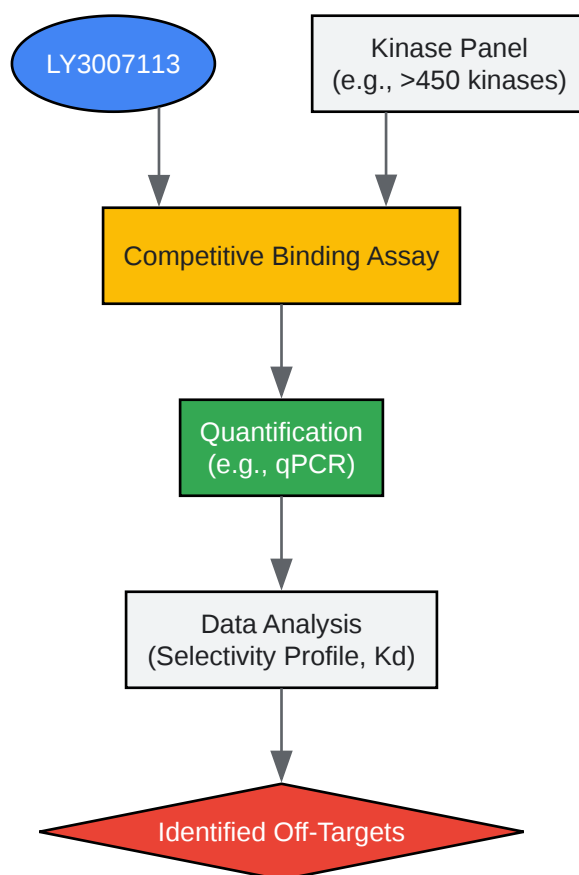 LY3007113
Kinase Panel
(e.g., >450 kinases)
Competitive Binding Assay
Quantification
(e.g., qPCR)
Data Analysis
(Selectivity Profile, Kd)
Identified Off-Targets